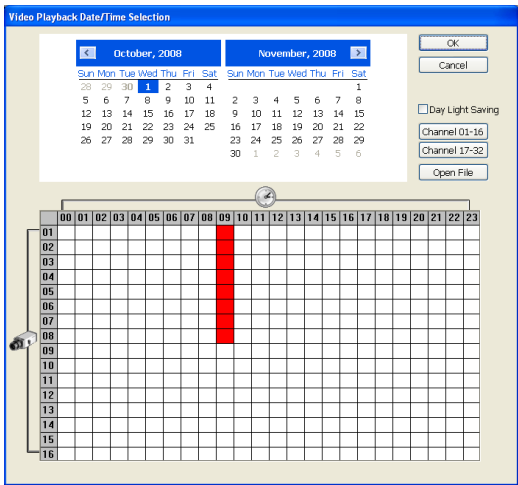 Video Playback Date/Time Selection
October, 2008 November, 2008
Sun Mon Tue Wed Thu Fri Sat Sun Mon Tue Wed Thu Fri Sat
28 29 30 1 2 3 4 1
5 6 7 8 9 10 11 2 3 4 5 6 7 8
12 13 14 15 16 17 18 9 10 11 12 13 14 15
19 20 21 22 23 24 25 16 17 18 19 20 21 22
26 27 28 29 30 31 23 24 25 26 27 28 29
30 1 2 3 4 5 6
OK
Cancel
Day Light Saving
Channel 01-16
Channel 17-32
Open File
00 01 02 03 04 05 06 07 08 09 10 11 12 13 14 15 16 17 18 19 20 21 22 23
01
02
03
04
05
06
07
08
09
10
11
12
13
14
15
16